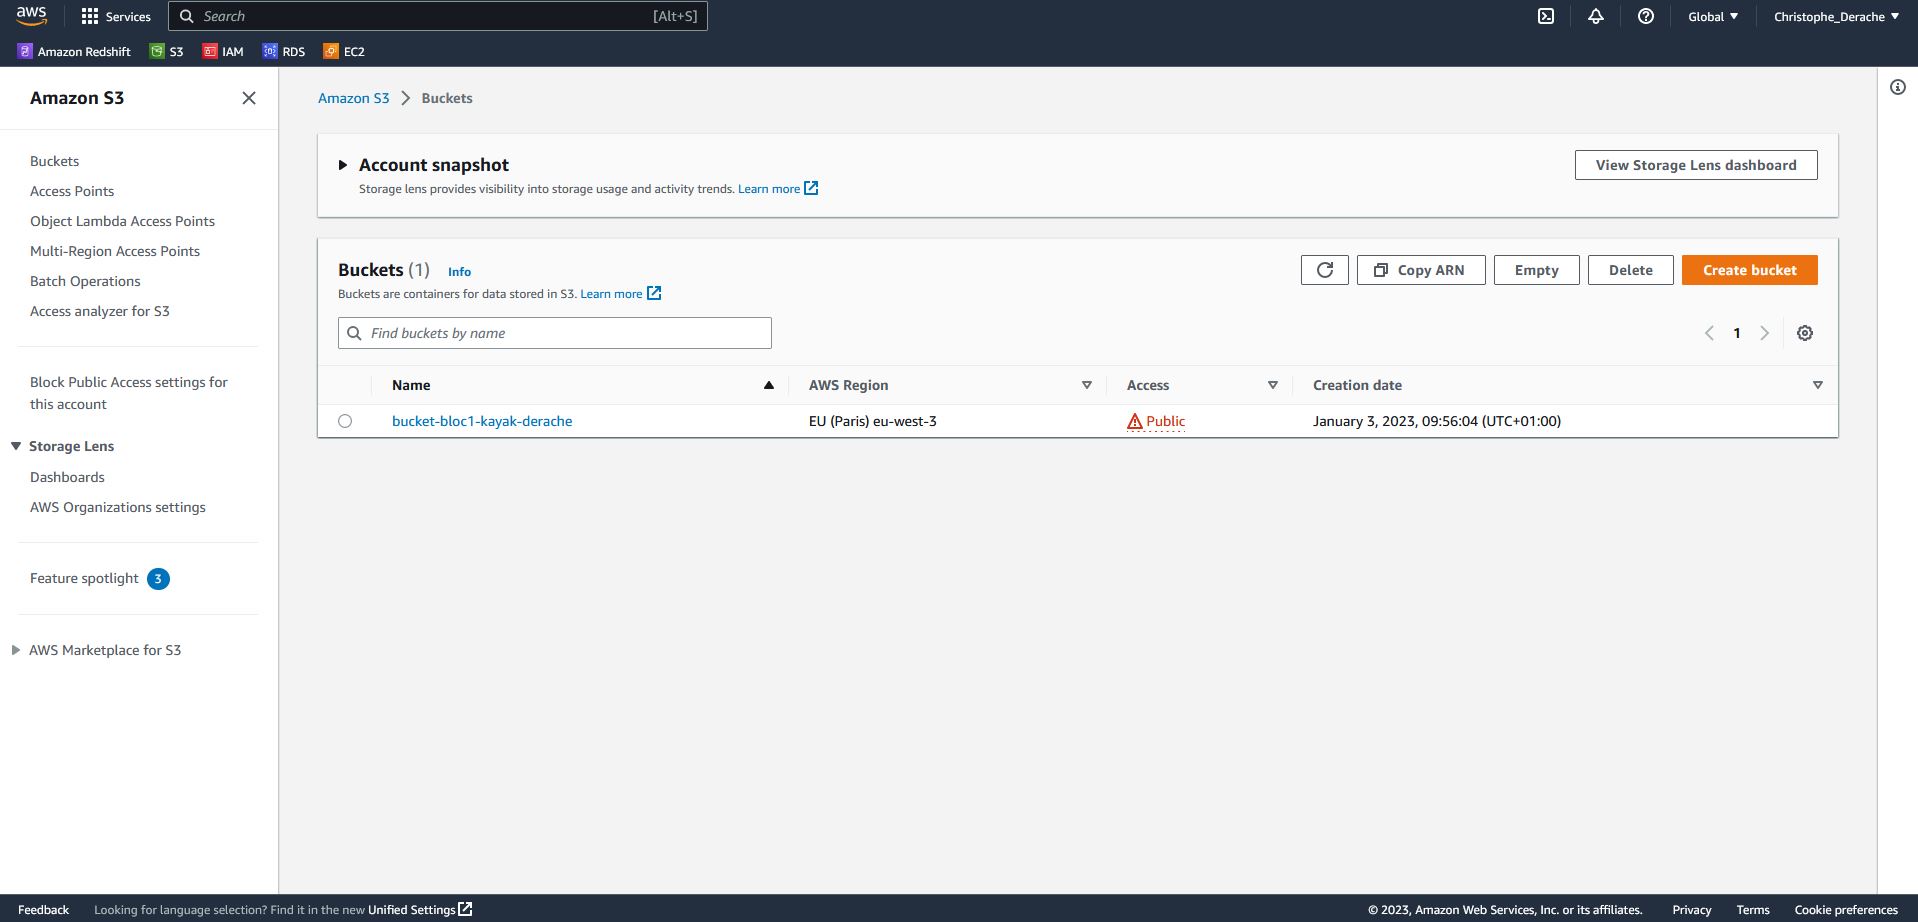 aws
Services
Search
[Alt+S]
Global
Christophe_Derache
Amazon Redshift
S3
IAM
RDS
EC2
Amazon S3
Buckets
Access Points
Object Lambda Access Points
Multi-Region Access Points
Batch Operations
Access analyzer for S3
Block Public Access settings for
this account
Storage Lens
Dashboards
AWS Organizations settings
Feature spotlight 3
AWS Marketplace for S3
Amazon S3 > Buckets
Account snapshot
Storage lens provides visibility into storage usage and activity trends. Learn more
View Storage Lens dashboard
Buckets (1) Info
Buckets are containers for data stored in S3. Learn more
Copy ARN
Empty
Delete
Create bucket
Find buckets by name
1
Name
AWS Region
Access
Creation date
bucket-bloc1-kayak-derache
EU (Paris) eu-west-3
Public
January 3, 2023, 09:56:04 (UTC+01:00)
Feedback
Looking for language selection? Find it in the new Unified Settings
© 2023, Amazon Web Services, Inc. or its affiliates.
Privacy
Terms
Cookie preferences